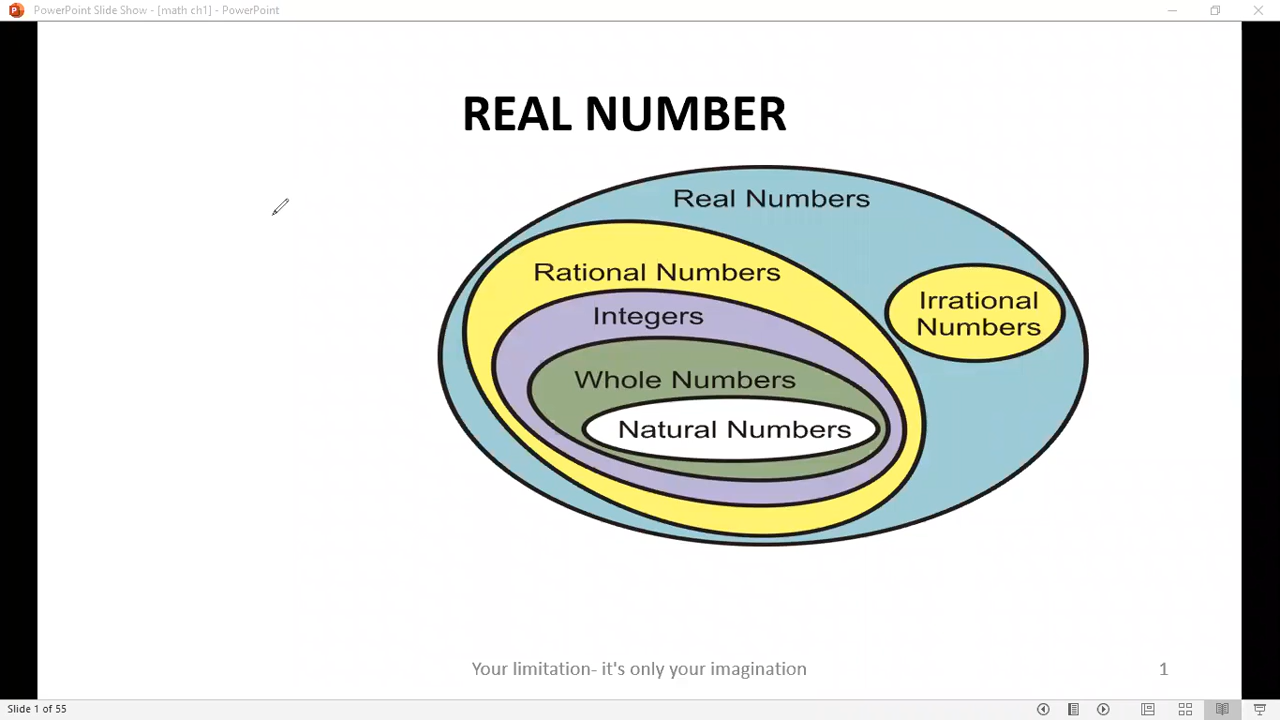 PowerPoint Slide Show - [math ch1] - PowerPoint
REAL NUMBER
Real Numbers
Rational Numbers
Irrational
Numbers
Integers
Whole Numbers
Natural Numbers
Your limitation- it's only your imagination
1
Slide 1 of 55